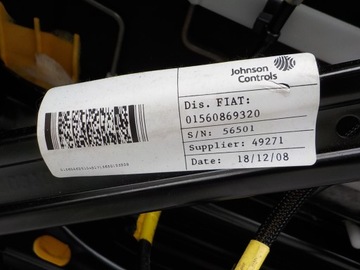 Johnson
Controls
Dis. FIAT:
01560869320
S/N: 56501
Supplier: 49271
Date: 18/12/08